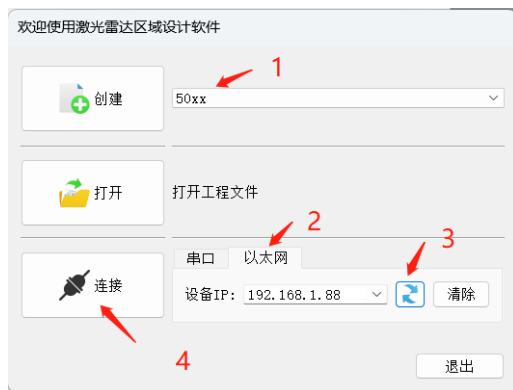 欢迎使用激光雷达区域设计软件
1
创建
50xx
打开
打开工程文件
2
串口 以太网
3
连接
设备IP: 192.168.1.88 清除
4
退出